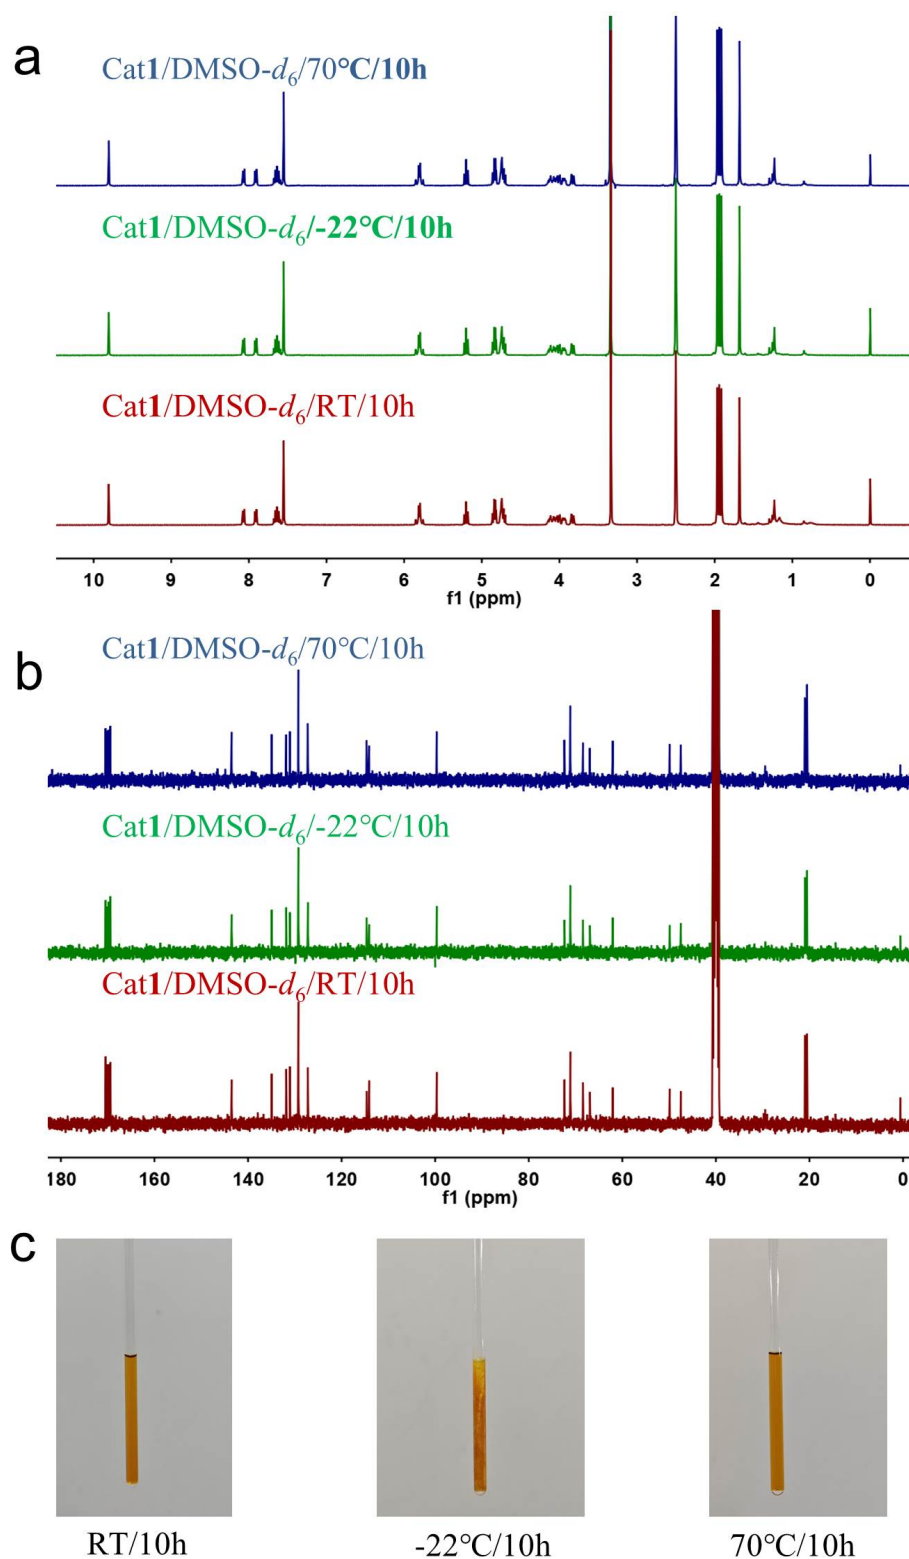 a
Cat1/DMSO-d6/70°C/10h
Cat1/DMSO-d6/-22°C/10h
Cat1/DMSO-d6/RT/10h
10 9 8 7 6 5 4 3 2 1 0
f1 (ppm)
b
Cat1/DMSO-d6/70°C/10h
Cat1/DMSO-d6/-22°C/10h
Cat1/DMSO-d6/RT/10h
180 160 140 120 100 80 60 40 20 0
f1 (ppm)
c
RT/10h -22°C/10h 70°C/10h